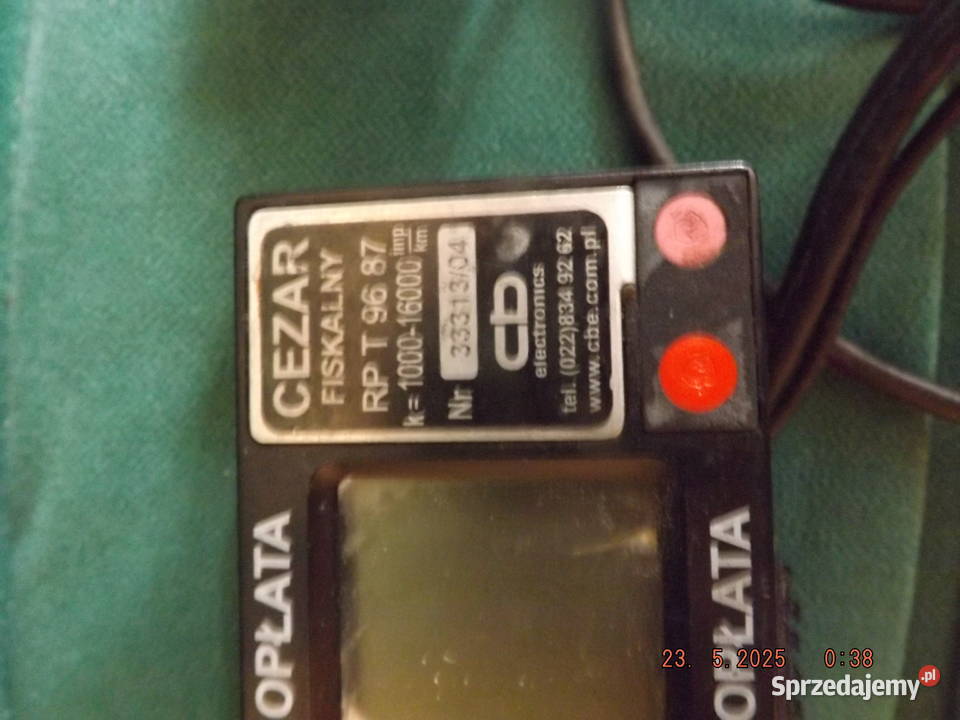 CEZAR
FISKALNY
RP T 96 87
k = 1000-16000 imp/km
Nr 33313/04
cb
electronics
tel. (022)834 92 62
www.cbe.com.pl
OPŁATA
OPŁATA
23. 5.2025 0:38
Sprzedajemy.pl